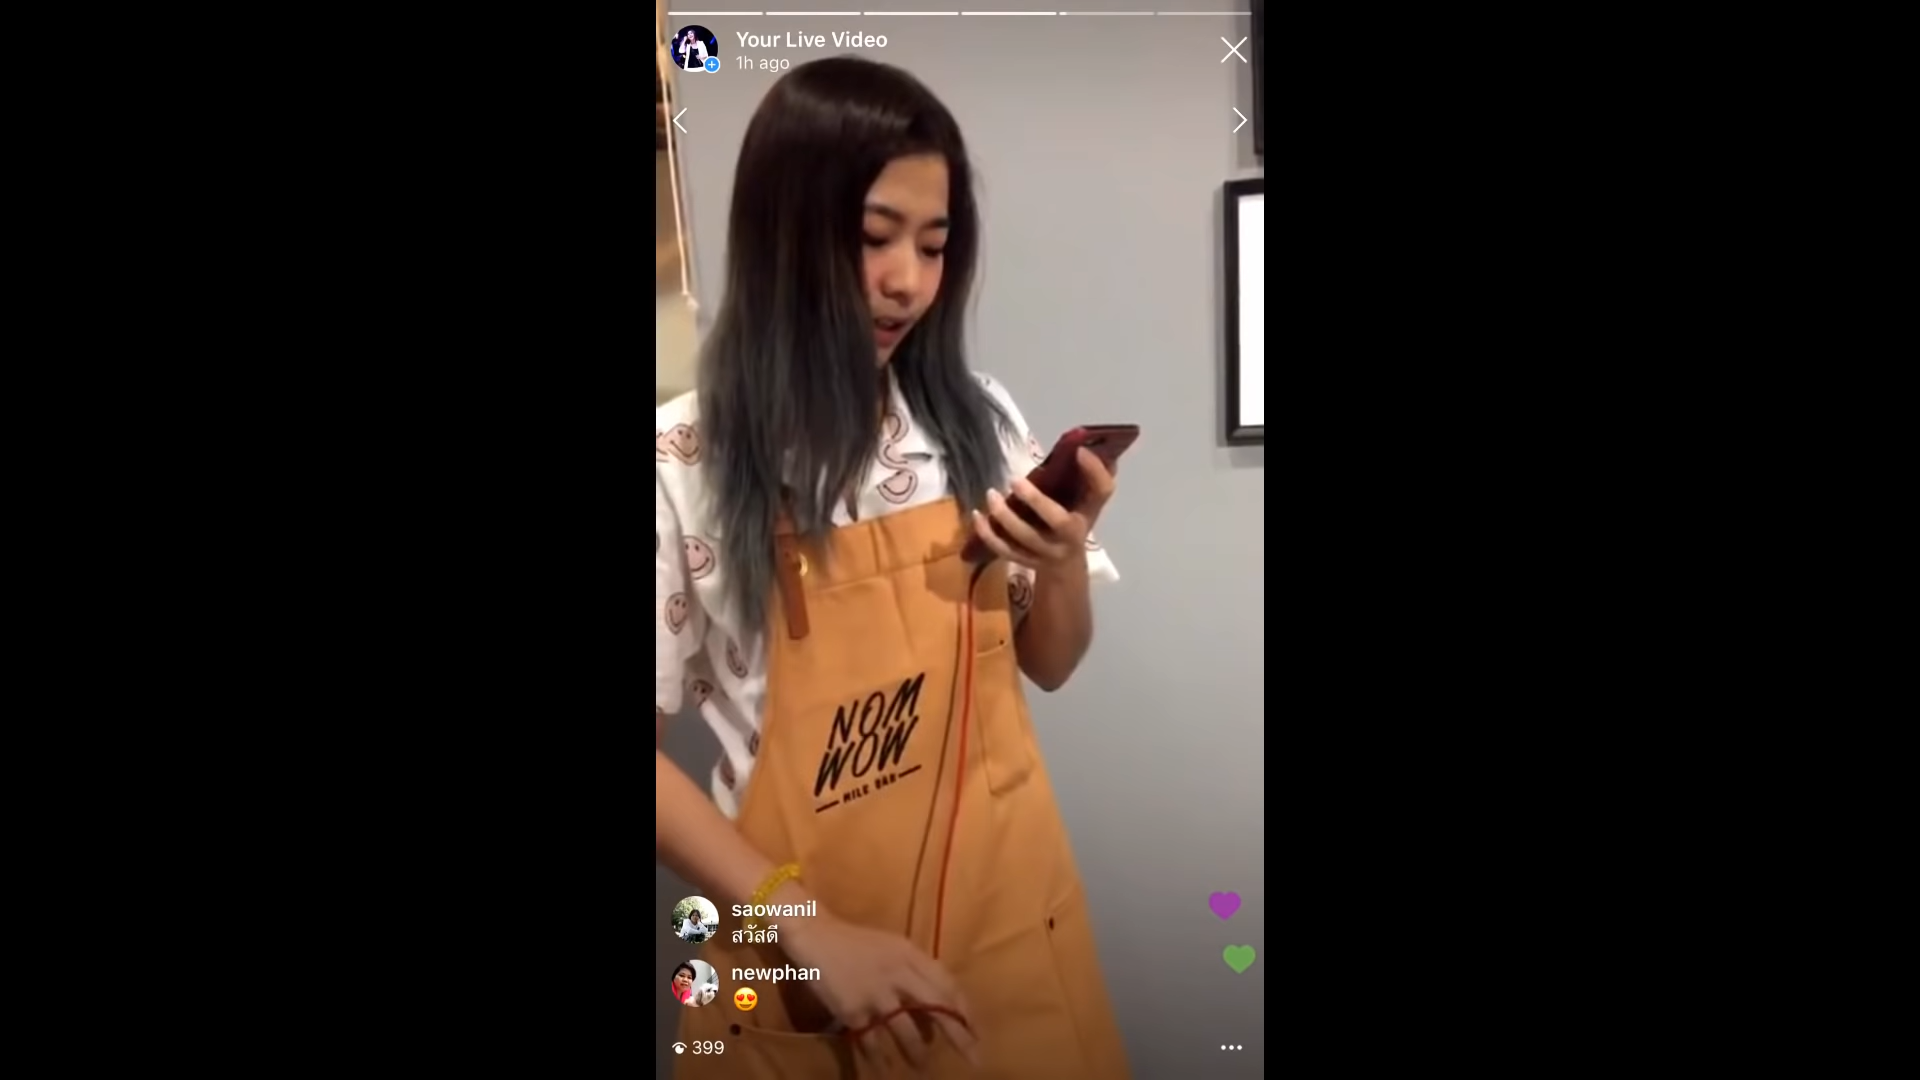 Your Live Video
1h ago
NOM
WOW
MILK BAR
saowanil
สวัสดี
newphan
😍
399